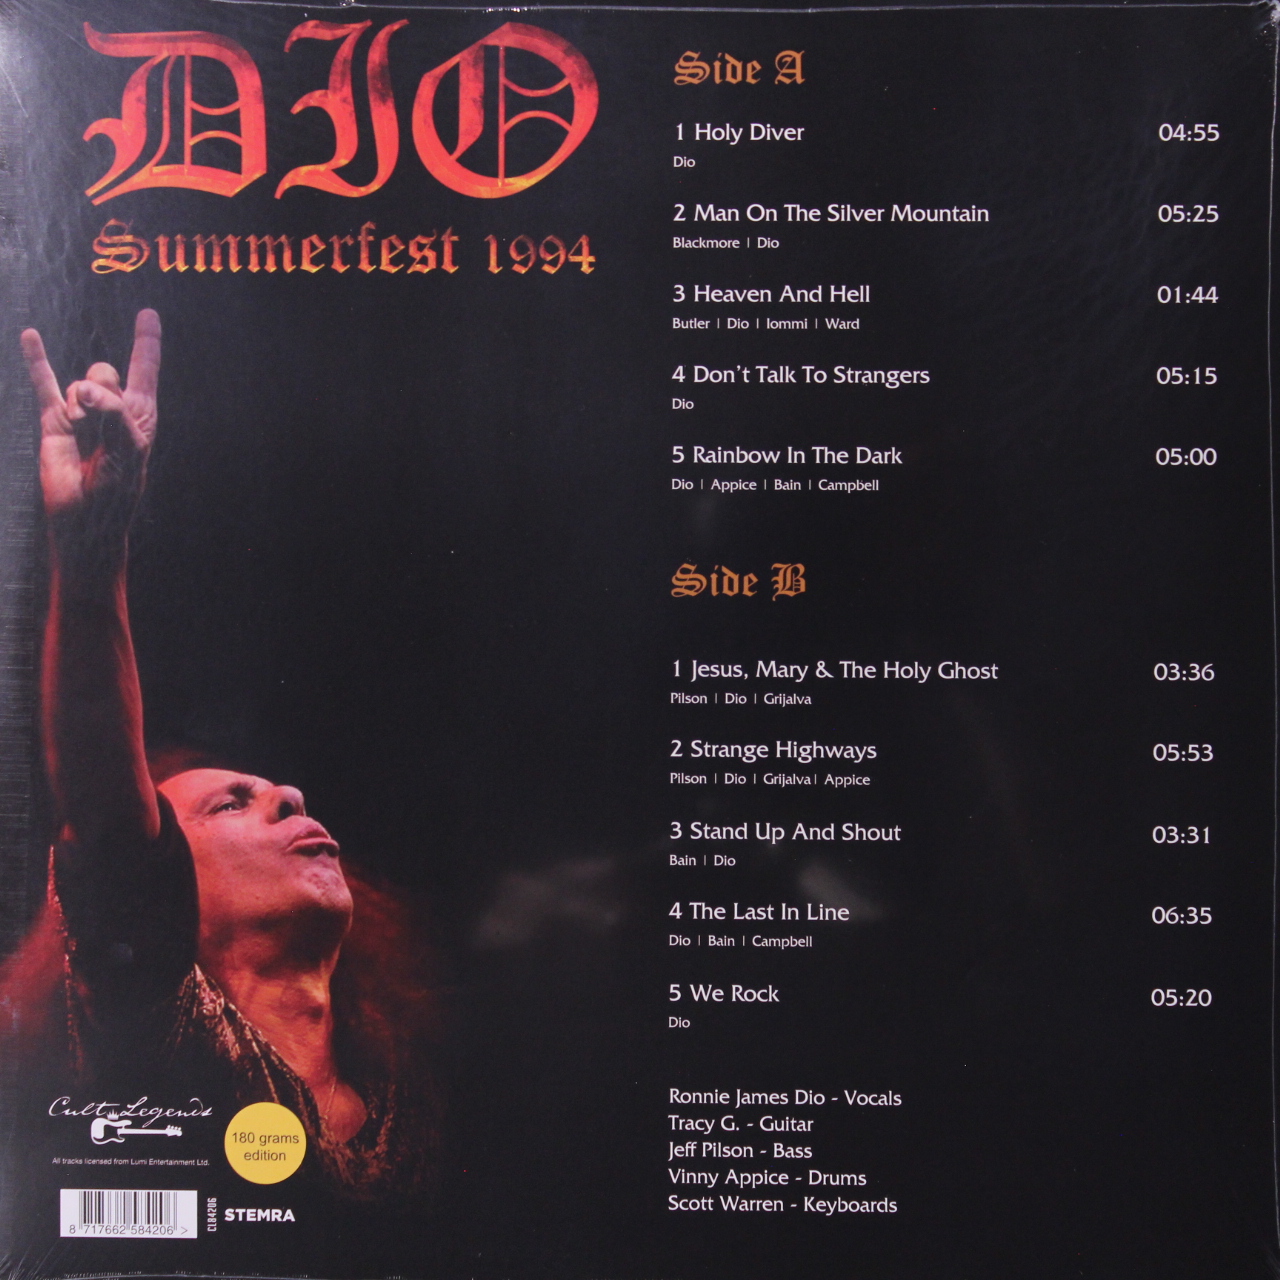 DIO
Summerfest 1994
Side A
1 Holy Diver 04:55
Dio
2 Man On The Silver Mountain 05:25
Blackmore | Dio
3 Heaven And Hell 01:44
Butler | Dio | Iommi | Ward
4 Don't Talk To Strangers 05:15
Dio
5 Rainbow In The Dark 05:00
Dio | Appice | Bain | Campbell
Side B
1 Jesus, Mary & The Holy Ghost 03:36
Pilson | Dio | Grijalva
2 Strange Highways 05:53
Pilson | Dio | Grijalva | Appice
3 Stand Up And Shout 03:31
Bain | Dio
4 The Last In Line 06:35
Dio | Bain | Campbell
5 We Rock 05:20
Dio
Ronnie James Dio - Vocals
Tracy G. - Guitar
Jeff Pilson - Bass
Vinny Appice - Drums
Scott Warren - Keyboards
Cult Legends
All tracks licensed from Lumi Entertainment Ltd.
180 grams
edition
8 717662 584206 >
CL84206
STEMRA